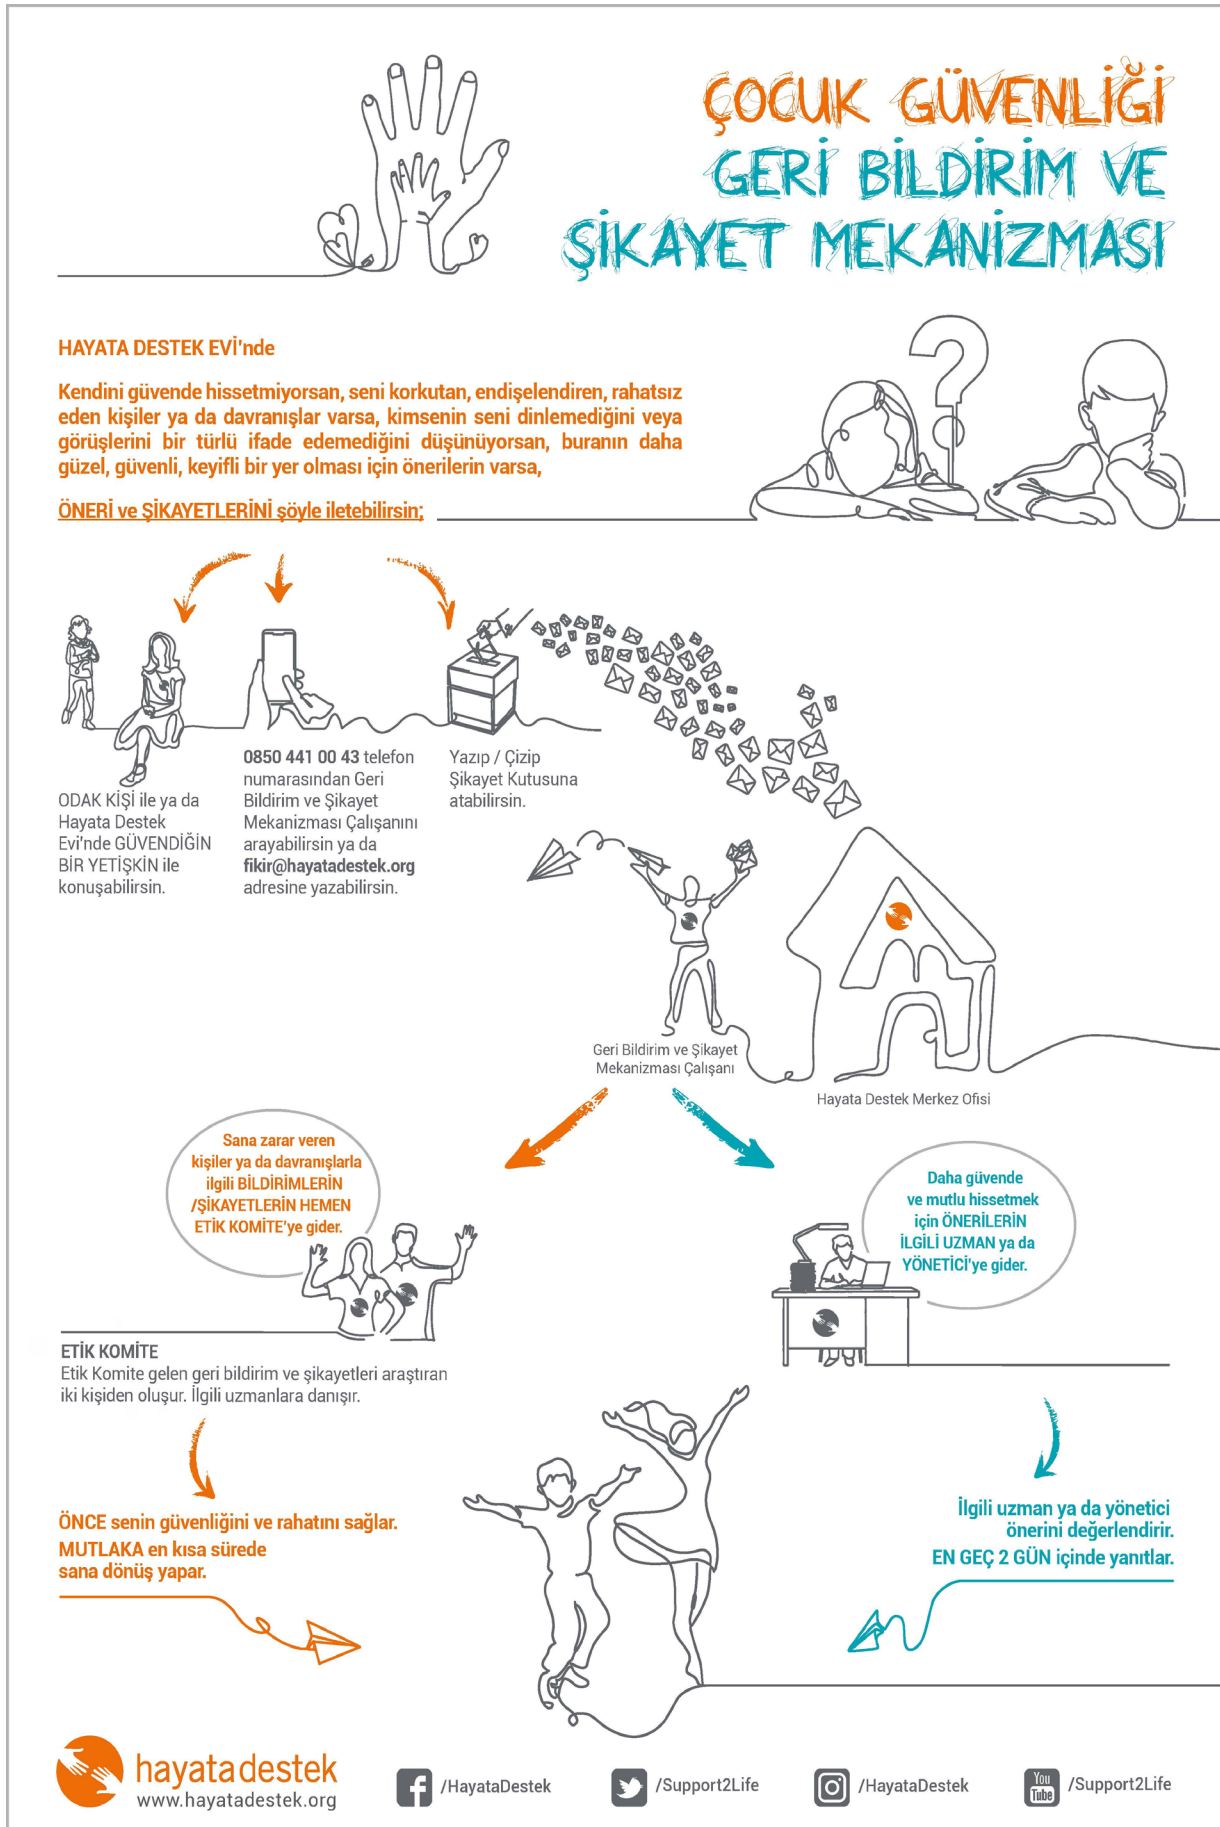 ÇOCUK GÜVENLİĞİ
GERİ BİLDİRİM VE
ŞİKAYET MEKANİZMASI
HAYATA DESTEK EVİ'nde
Kendini güvende hissetmiyorsan, seni korkutan, endişelendiren, rahatsız
eden kişiler ya da davranışlar varsa, kimsenin seni dinlemediğini veya
görüşlerini bir türlü ifade edemediğini düşünüyorsan, buranın daha
güzel, güvenli, keyifli bir yer olması için önerilerin varsa,
ÖNERİ ve ŞİKAYETLERİNİ şöyle iletebilirsin;
ODAK KİŞİ ile ya da
Hayata Destek
Evi'nde GÜVENDİĞİN
BİR YETİŞKİN ile
konuşabilirsin.
0850 441 00 43 telefon
numarasından Geri
Bildirim ve Şikayet
Mekanizması Çalışanını
arayabilirsin ya da
fikir@hayatadestek.org
adresine yazabilirsin.
Yazıp / Çizip
Şikayet Kutusuna
atabilirsin.
Geri Bildirim ve Şikayet
Mekanizması Çalışanı
Hayata Destek Merkez Ofisi
Sana zarar veren
kişiler ya da davranışlarla
ilgili BİLDİRİMLERİN
/ŞİKAYETLERİN HEMEN
ETİK KOMİTE'ye gider.
Daha güvende
ve mutlu hissetmek
için ÖNERİLERİN
İLGİLİ UZMAN ya da
YÖNETİCİ'ye gider.
ETİK KOMİTE
Etik Komite gelen geri bildirim ve şikayetleri araştıran
iki kişiden oluşur. İlgili uzmanlara danışır.
ÖNCE senin güvenliğini ve rahatını sağlar.
MUTLAKA en kısa sürede
sana dönüş yapar.
İlgili uzman ya da yönetici
önerini değerlendirir.
EN GEÇ 2 GÜN içinde yanıtlar.
hayatadestek
www.hayatadestek.org
/HayataDestek
/Support2Life
/HayataDestek
You
Tube
/Support2Life